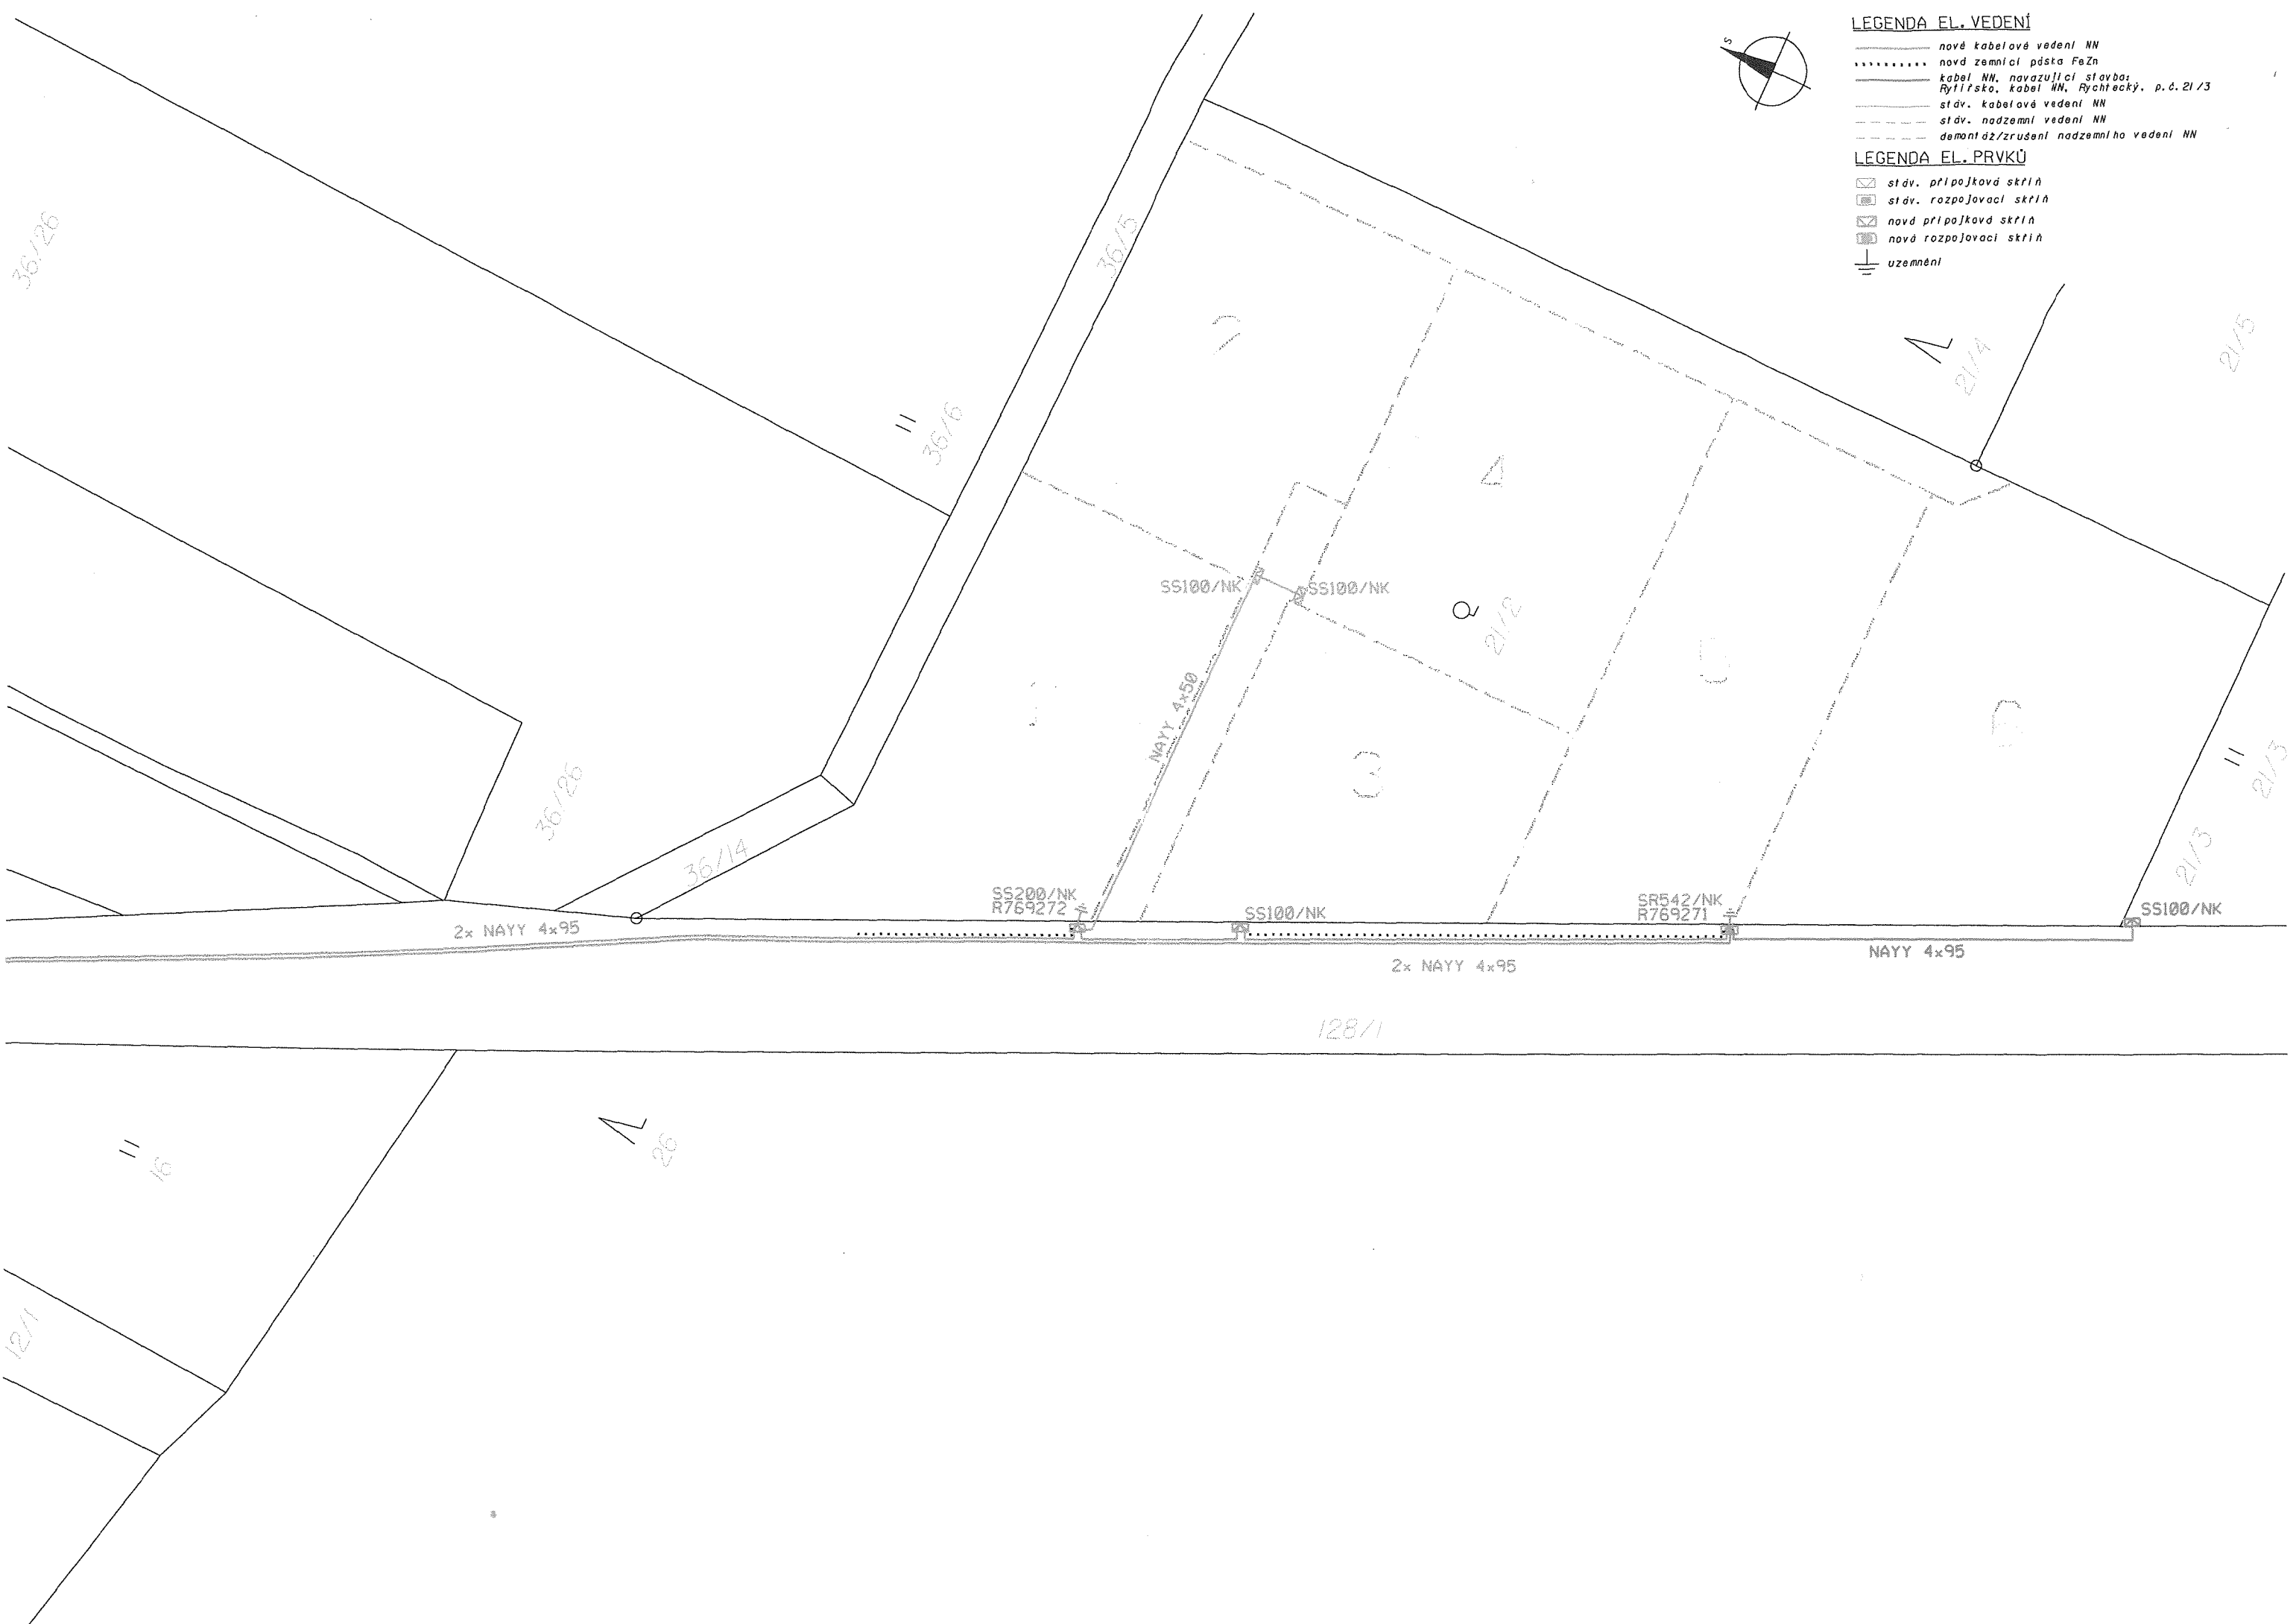 LEGENDA EL. VEDENÍ
nové kabelové vedení NN
nová zemnící páska FeZn
kabel NN, navazující stavba:
Rytířsko, kabel NN, Rychtecký, p.č. 21/3
stáv. kabelové vedení NN
stáv. nadzemní vedení NN
demontáž/zrušení nadzemního vedení NN
LEGENDA EL. PRVKŮ
stáv. přípojková skříň
stáv. rozpojovací skříň
nová přípojková skříň
nová rozpojovací skříň
uzemnění
S
36/26
36/5
36/6
21/4
21/5
4
SS100/NK
SS100/NK
21/2
5
NAYY 4x50
3
21/3
21/3
36/26
36/14
SS200/NK
R769272
SS100/NK
SR542/NK
R769271
SS100/NK
2x NAYY 4x95
2x NAYY 4x95
NAYY 4x95
128/1
16
26
12/1